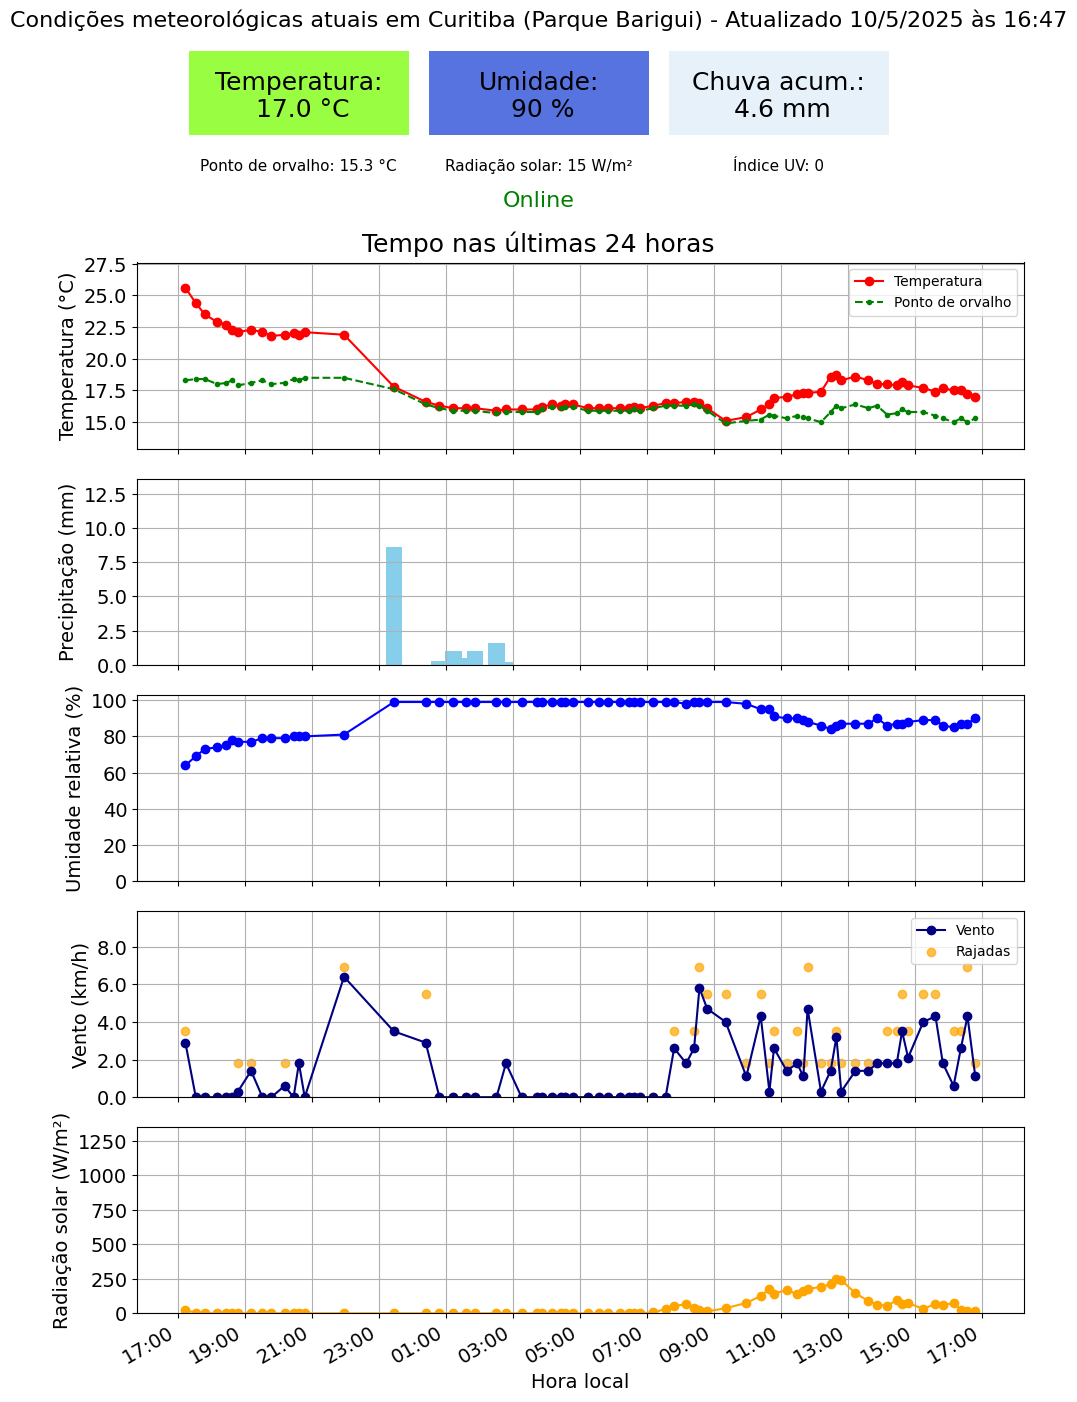 Condições meteorológicas atuais em Curitiba (Parque Barigui) - Atualizado 10/5/2025 às 16:47
Temperatura:
17.0 °C
Umidade:
90 %
Chuva acum.:
4.6 mm
Ponto de orvalho: 15.3 °C
Radiação solar: 15 W/m²
Índice UV: 0
Online
Tempo nas últimas 24 horas
Temperatura (°C)
27.5
25.0
22.5
20.0
17.5
15.0
Temperatura
Ponto de orvalho
Precipitação (mm)
12.5
10.0
7.5
5.0
2.5
0.0
Umidade relativa (%)
100
80
60
40
20
0
Vento (km/h)
8.0
6.0
4.0
2.0
0.0
Vento
Rajadas
Radiação solar (W/m²)
1250
1000
750
500
250
0
17:00
19:00
21:00
23:00
01:00
03:00
05:00
07:00
09:00
11:00
13:00
15:00
17:00
Hora local